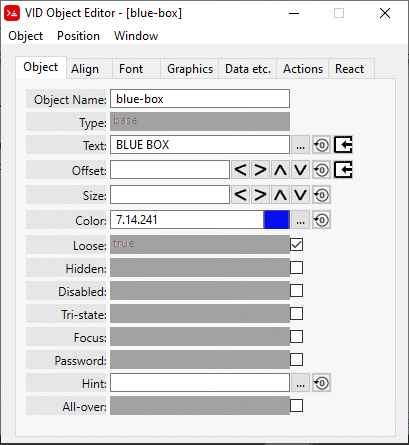 VID Object Editor - [blue-box]
Object Position Window
Object Align Font Graphics Data etc. Actions React
Object Name: blue-box
Type: base
Text: BLUE BOX ...
Offset:
Size:
Color: 7.14.241 ...
Loose: true
Hidden:
Disabled:
Tri-state:
Focus:
Password:
Hint: ...
All-over: